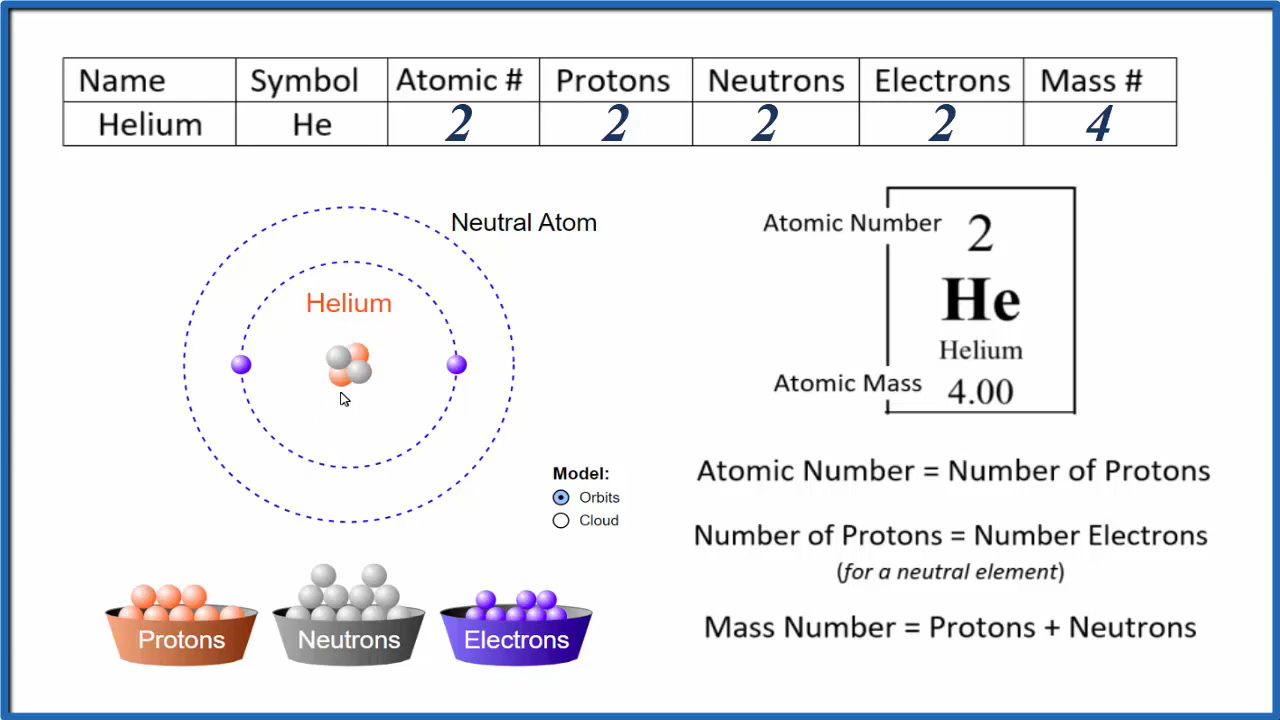 Name Symbol Atomic # Protons Neutrons Electrons Mass #
Helium He 2 2 2 2 4
Neutral Atom
Helium
Atomic Number 2
He
Helium
Atomic Mass 4.00
Model:
Orbits
Cloud
Atomic Number = Number of Protons
Number of Protons = Number Electrons
(for a neutral element)
Mass Number = Protons + Neutrons
Protons Neutrons Electrons